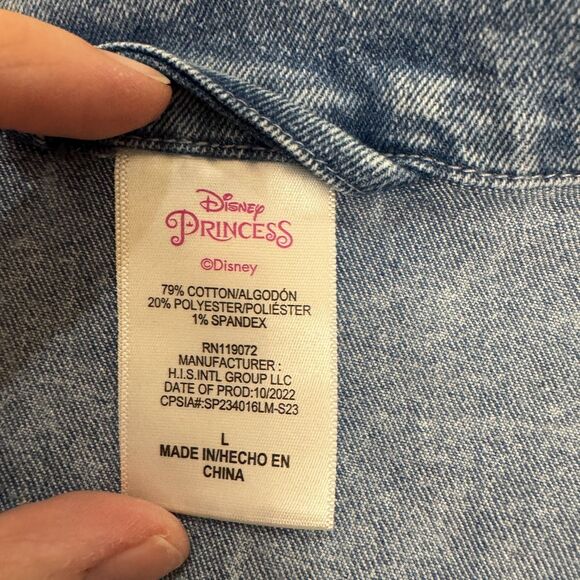 Disney
PRINCESS
©Disney
79% COTTON/ALGODÓN
20% POLYESTER/POLIÉSTER
1% SPANDEX
RN119072
MANUFACTURER :
H.I.S.INTL GROUP LLC
DATE OF PROD:10/2022
CPSIA#:SP234016LM-S23
L
MADE IN/HECHO EN
CHINA